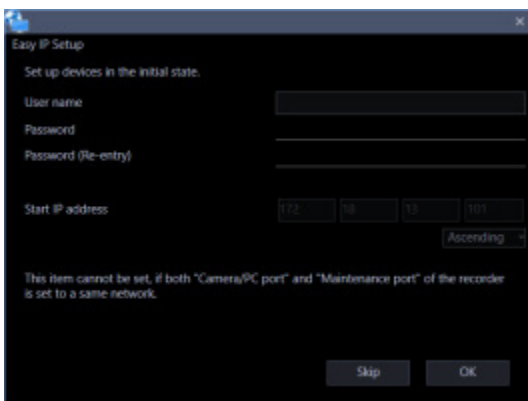 Easy IP Setup
Set up devices in the initial state.
User name
Password
Password (Re-entry)
Start IP address 172 18 13 101
Ascending
This item cannot be set, if both "Camera/PC port" and "Maintenance port" of the recorder
is set to a same network.
Skip OK